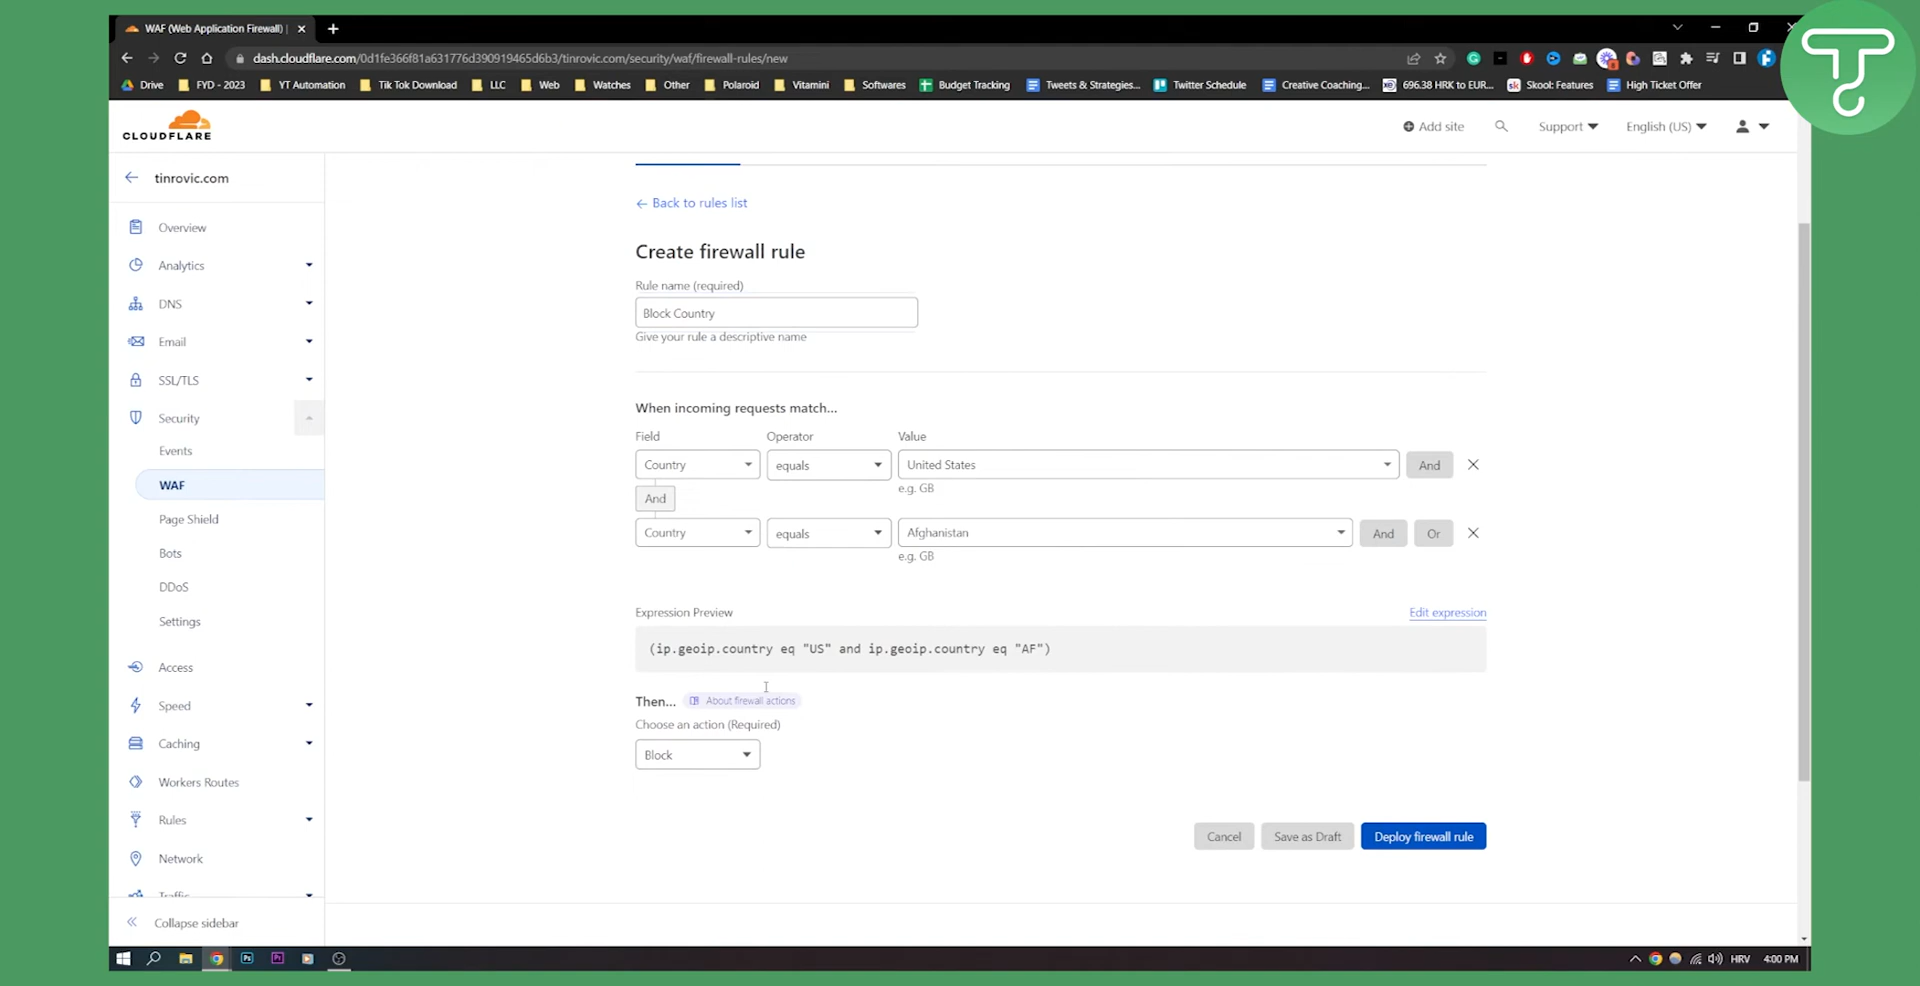 WAF (Web Application Firewall) |
dash.cloudflare.com/0d1fe366f81a631776d390919465d6b3/tinrovic.com/security/waf/firewall-rules/new
Drive FYD - 2023 YT Automation Tik Tok Download LLC Web Watches Other Polaroid Vitamini Softwares Budget Tracking Tweets & Strategies... Twitter Schedule Creative Coaching... 696.38 HRK to EUR... Skool: Features High Ticket Offer
CLOUDFLARE
Add site Support English (US)
tinrovic.com
Overview
Analytics
DNS
Email
SSL/TLS
Security
Events
WAF
Page Shield
Bots
DDoS
Settings
Access
Speed
Caching
Workers Routes
Rules
Network
Traffic
Collapse sidebar
Back to rules list
Create firewall rule
Rule name (required)
Block Country
Give your rule a descriptive name
When incoming requests match...
Field Operator Value
Country equals United States And
e.g. GB
And
Country equals Afghanistan And Or
e.g. GB
Expression Preview Edit expression
(ip.geoip.country eq "US" and ip.geoip.country eq "AF")
Then... About firewall actions
Choose an action (Required)
Block
Cancel Save as Draft Deploy firewall rule
Ps Pr HRV 4:00 PM